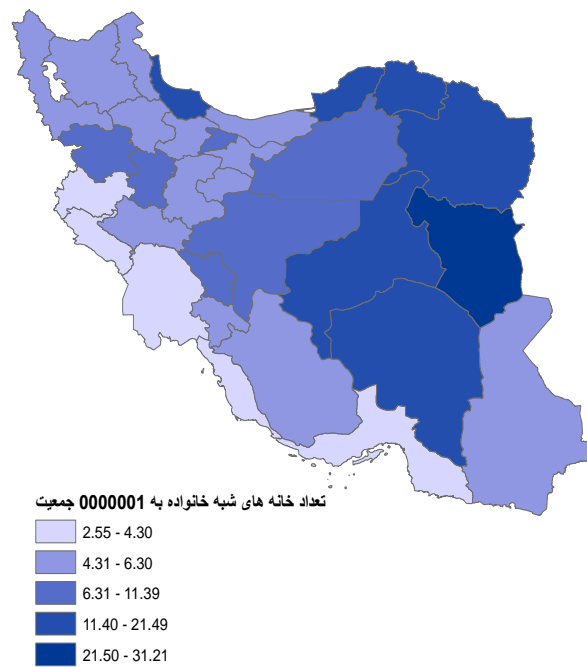 تعداد خانه های شبه خانواده به 0000001 جمعیت
2.55 - 4.30
4.31 - 6.30
6.31 - 11.39
11.40 - 21.49
21.50 - 31.21